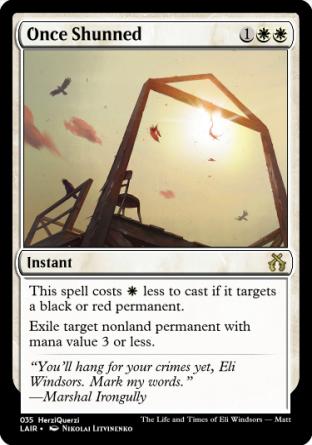 Once Shunned 1
Instant
This spell costs less to cast if it targets
a black or red permanent.
Exile target nonland permanent with
mana value 3 or less.
“You’ll hang for your crimes yet, Eli
Windsors. Mark my words.”
—Marshal Irongully
035 HerziQuerzi The Life and Times of Eli Windsors — Matt
LAIR • Nikolai Litvinenko